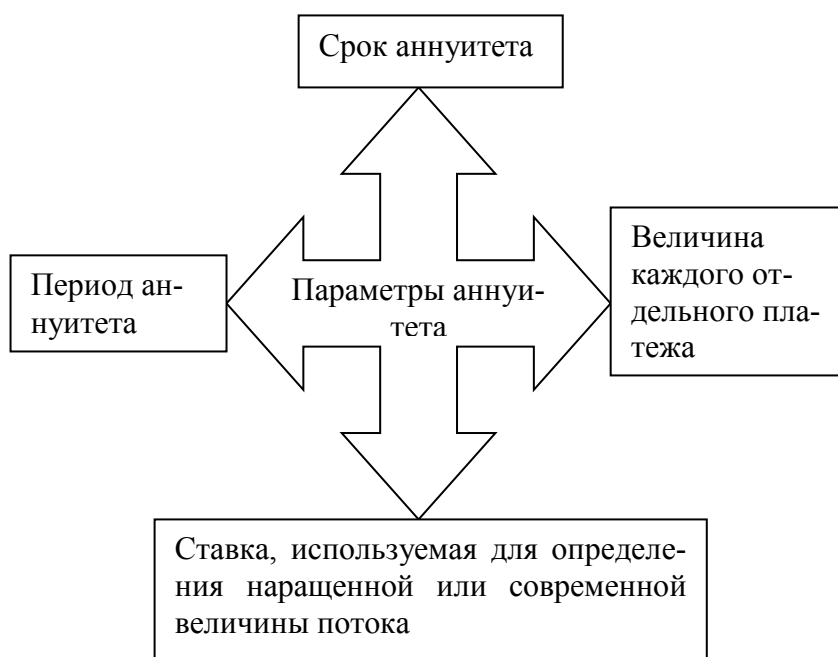 Срок аннуитета
Период ан-
нуитета
Параметры аннуи-
тета
Величина
каждого от-
дельного пла-
тежа
Ставка, используемая для определе-
ния наращенной или современной
величины потока